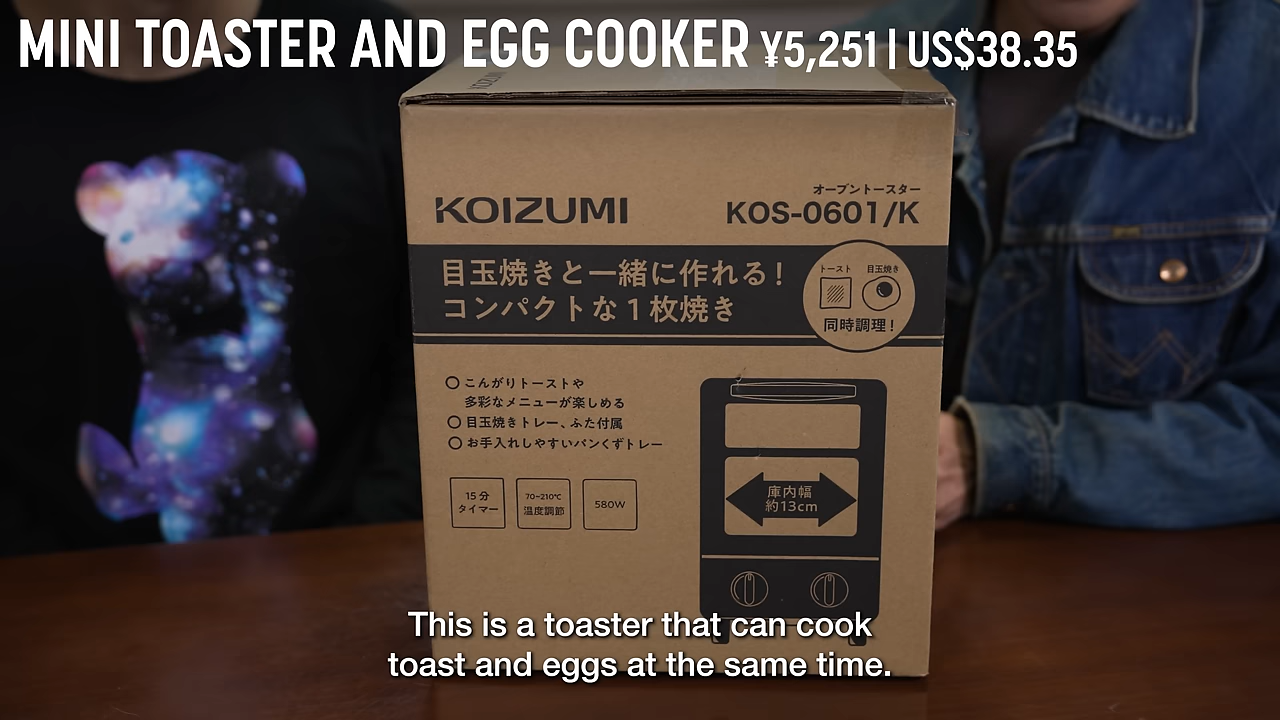 MINI TOASTER AND EGG COOKER ¥5,251 | US$38.35
KOIZUMI
KOIZUMI
オーブントースター
KOS-0601/K
目玉焼きと一緒に作れる!
コンパクトな1枚焼き
トースト 目玉焼き
同時調理!
こんがりトーストや
多彩なメニューが楽しめる
目玉焼きトレー、ふた付属
お手入れしやすいパンくずトレー
15分
タイマー
70~210℃
温度調節
580W
庫内幅
約13cm
This is a toaster that can cook
toast and eggs at the same time.